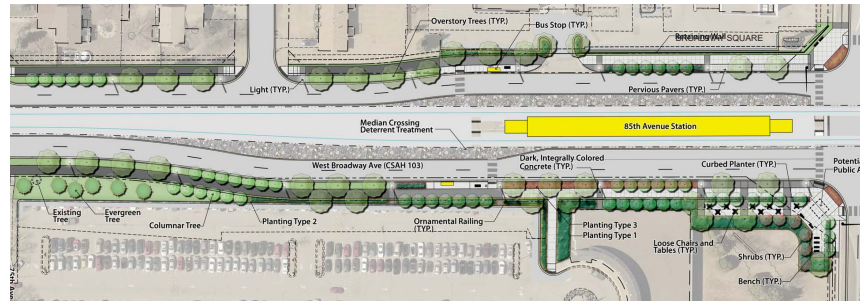 Overstory Trees (TYP.)
Bus Stop (TYP.)
BROADWAY SQUARE
Retaining Wall
Light (TYP.)
Pervious Pavers (TYP.)
Median Crossing
Deterrent Treatment
85th Avenue Station
West Broadway Ave (CSAH 103)
Dark, Integrally Colored
Concrete (TYP.)
Curbed Planter (TYP.)
Potenti
Public A
Existing
Tree
Evergreen
Tree
Columnar Tree
Planting Type 2
Ornamental Railing
(TYP.)
Planting Type 3
Planting Type 1
Loose Chairs and
Tables (TYP.)
Shrubs (TYP.)
Bench (TYP.)